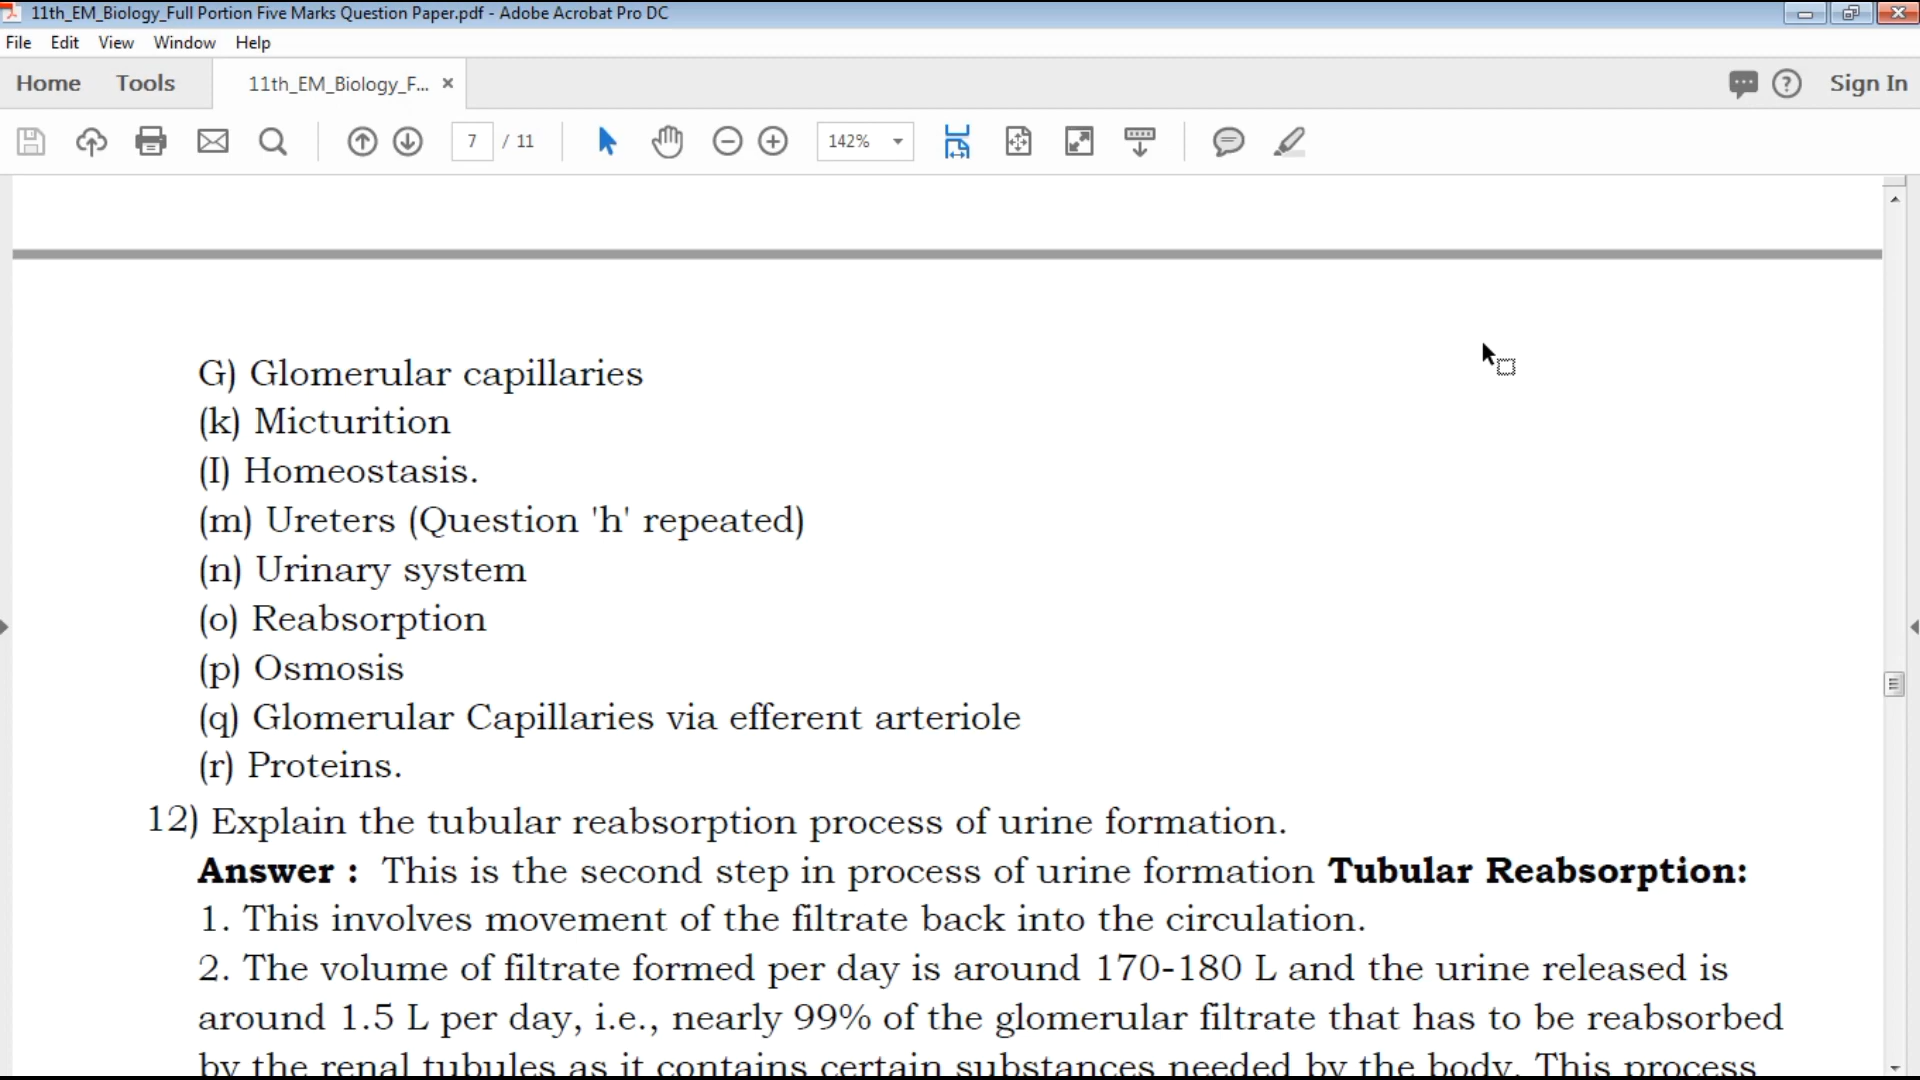 11th_EM_Biology_Full Portion Five Marks Question Paper.pdf - Adobe Acrobat Pro DC
File Edit View Window Help
Home Tools 11th_EM_Biology_F... × Sign In
7 / 11 142%
G) Glomerular capillaries
(k) Micturition
(I) Homeostasis.
(m) Ureters (Question 'h' repeated)
(n) Urinary system
(o) Reabsorption
(p) Osmosis
(q) Glomerular Capillaries via efferent arteriole
(r) Proteins.
12) Explain the tubular reabsorption process of urine formation.
Answer : This is the second step in process of urine formation Tubular Reabsorption:
1. This involves movement of the filtrate back into the circulation.
2. The volume of filtrate formed per day is around 170-180 L and the urine released is
around 1.5 L per day, i.e., nearly 99% of the glomerular filtrate that has to be reabsorbed
by the renal tubules as it contains certain substances needed by the body. This process